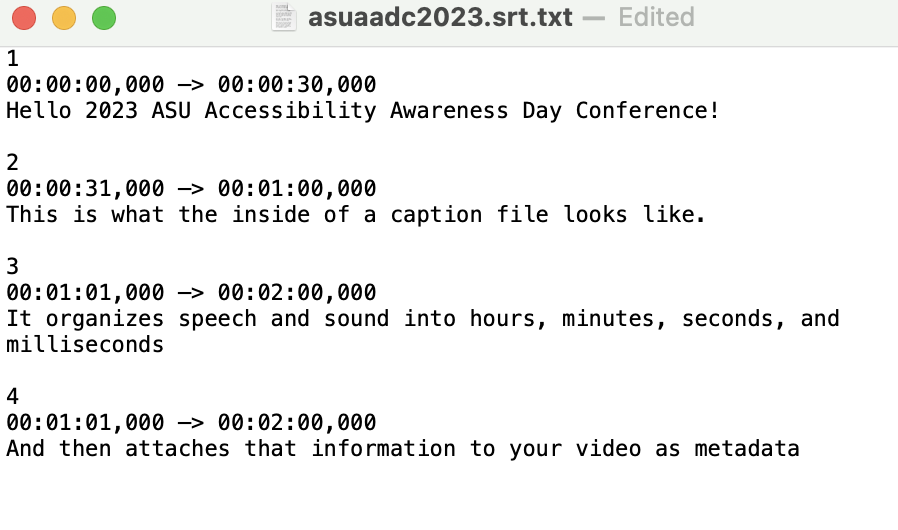 asuaadc2023.srt.txt — Edited
1
00:00:00,000 —> 00:00:30,000
Hello 2023 ASU Accessibility Awareness Day Conference!
2
00:00:31,000 —> 00:01:00,000
This is what the inside of a caption file looks like.
3
00:01:01,000 —> 00:02:00,000
It organizes speech and sound into hours, minutes, seconds, and
milliseconds
4
00:01:01,000 —> 00:02:00,000
And then attaches that information to your video as metadata